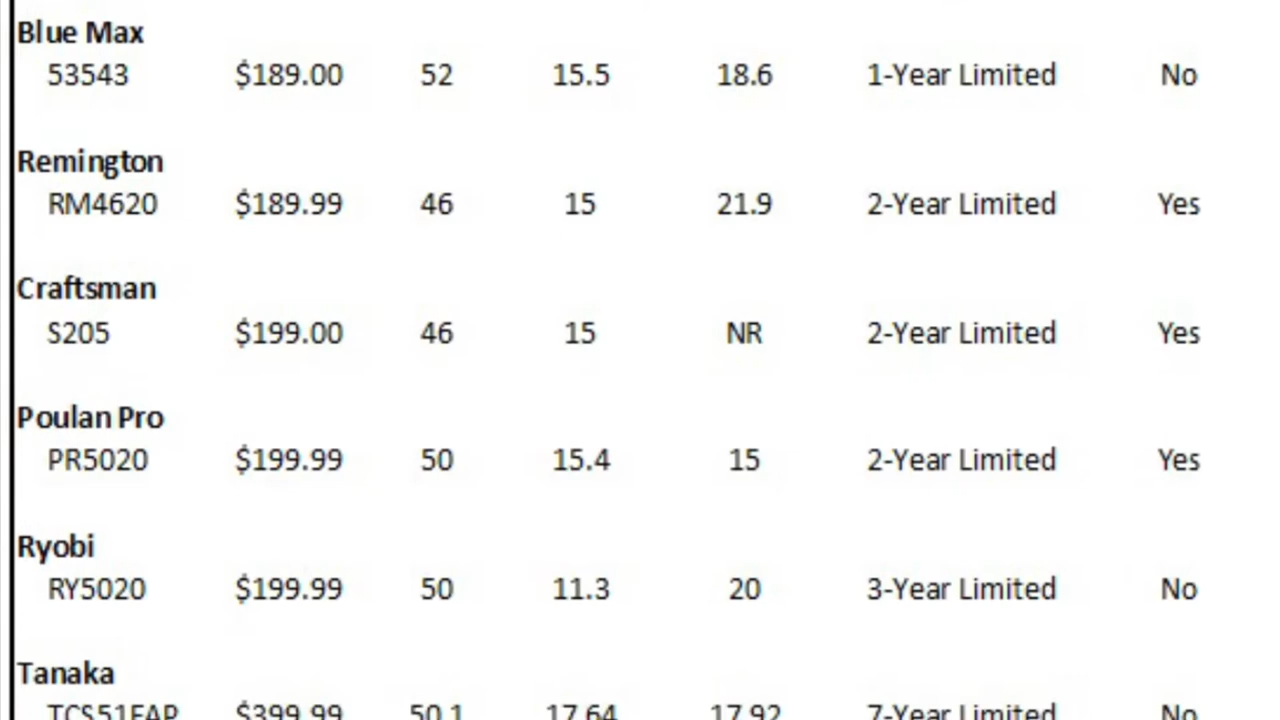 Blue Max
53543 $189.00 52 15.5 18.6 1-Year Limited No
Remington
RM4620 $189.99 46 15 21.9 2-Year Limited Yes
Craftsman
S205 $199.00 46 15 NR 2-Year Limited Yes
Poulan Pro
PR5020 $199.99 50 15.4 15 2-Year Limited Yes
Ryobi
RY5020 $199.99 50 11.3 20 3-Year Limited No
Tanaka
$399.99 50.1 17.64 17.92 7-Year Limited No